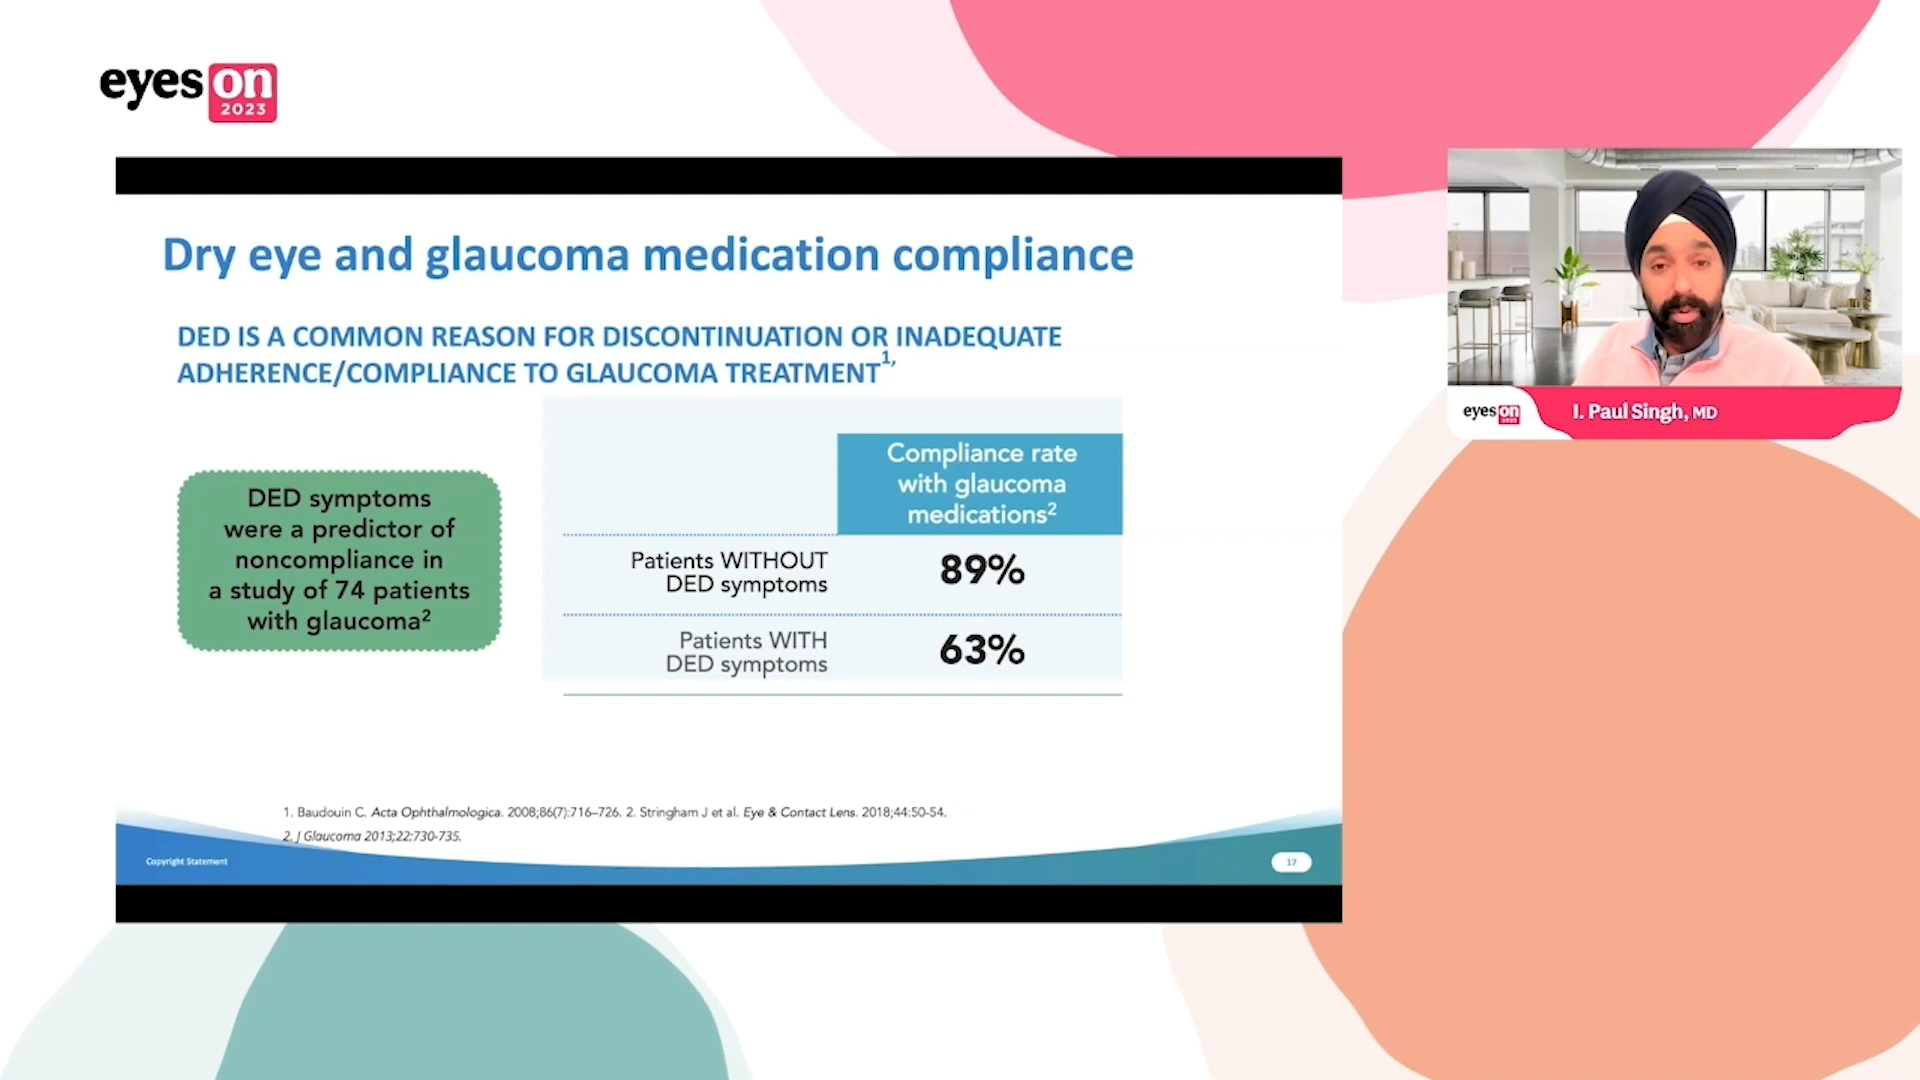 eyes on
2023
Dry eye and glaucoma medication compliance
DED IS A COMMON REASON FOR DISCONTINUATION OR INADEQUATE
ADHERENCE/COMPLIANCE TO GLAUCOMA TREATMENT1,
DED symptoms
were a predictor of
noncompliance in
a study of 74 patients
with glaucoma2
Compliance rate
with glaucoma
medications2
Patients WITHOUT
DED symptoms
89%
Patients WITH
DED symptoms
63%
1. Baudouin C. Acta Ophthalmologica. 2008;86(7):716–726. 2. Stringham J et al. Eye & Contact Lens. 2018;44:50-54.
2. J Glaucoma 2013;22:730-735.
Copyright Statement
17
eyes on
2023
I. Paul Singh, MD